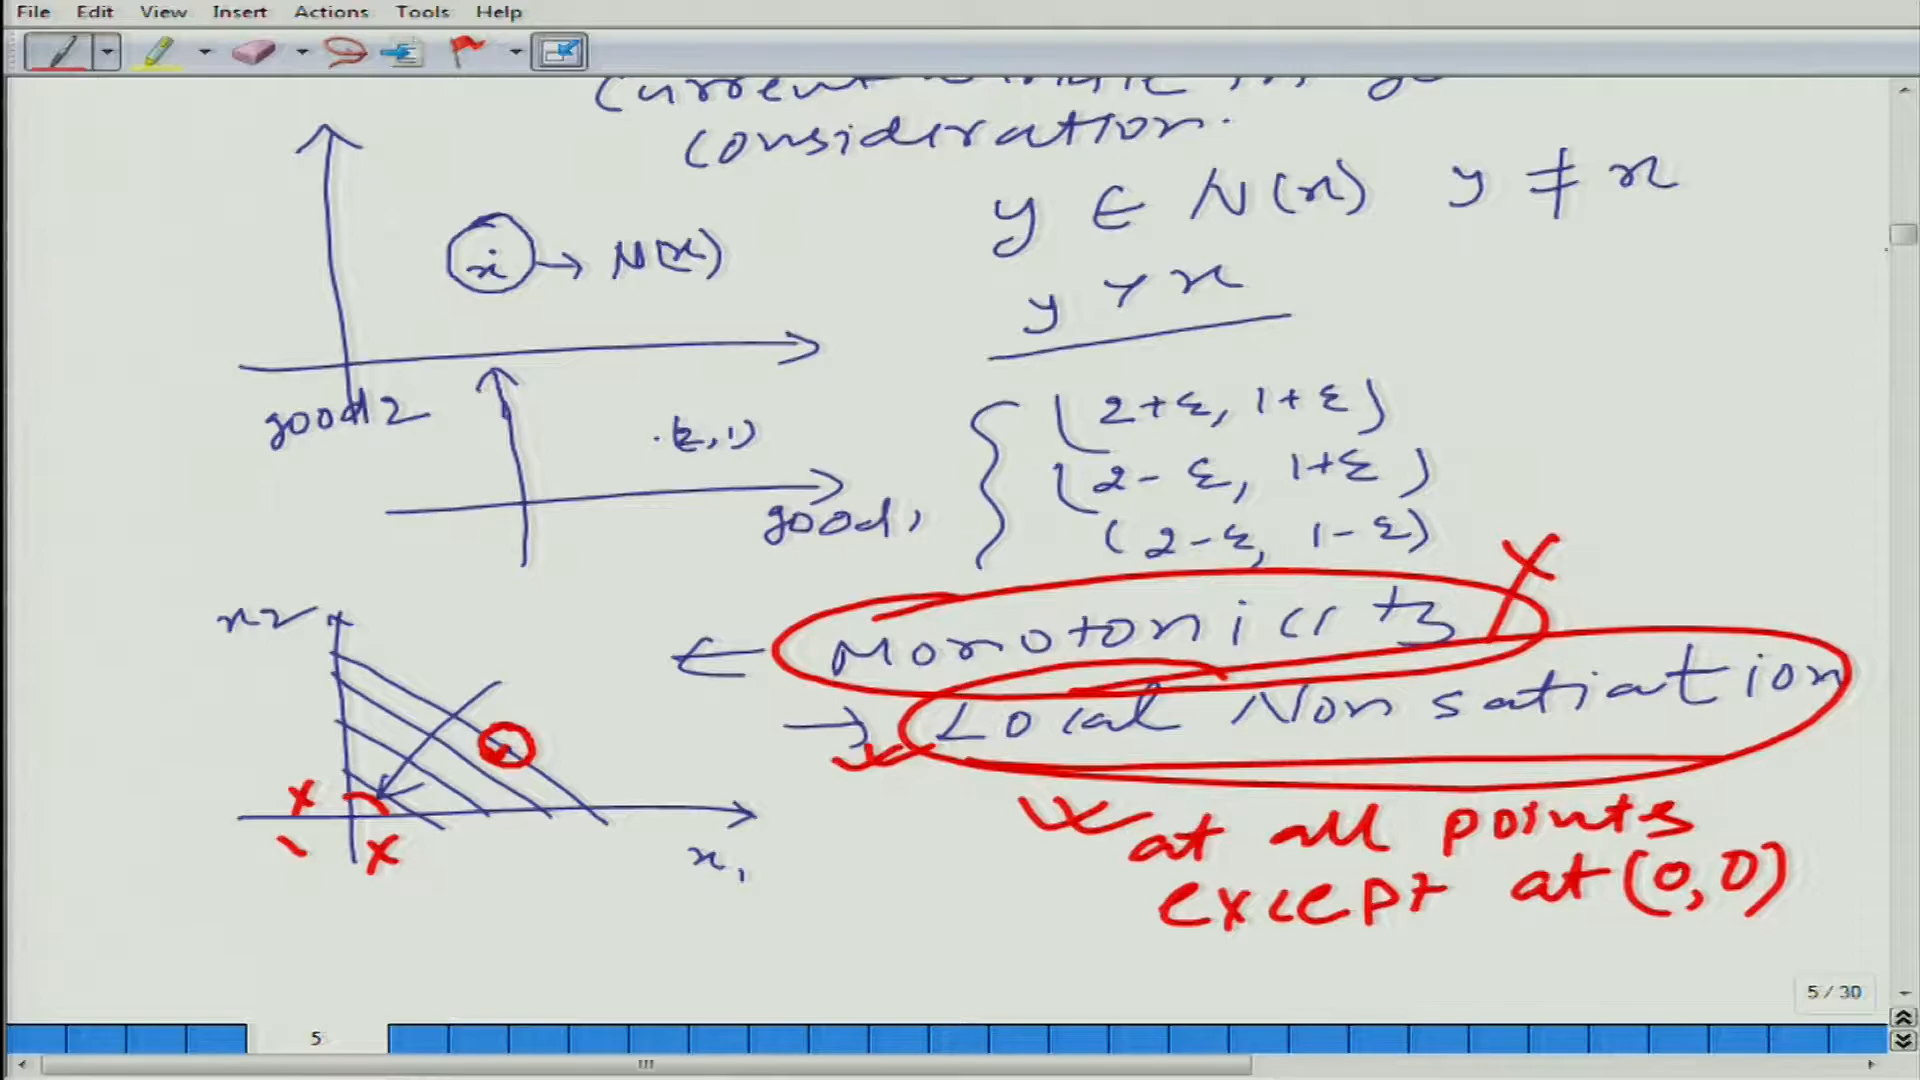 File Edit View Insert Actions Tools Help
current
consideration.
y ∈ N(x) y ≠ x
x → N(x)
y ≻ x
good 2
(2,1)
good 1
(2+ε, 1+ε)
(2-ε, 1+ε)
(2-ε, 1-ε)
x2
← Monotonicity X
→ Local Non satiation
X
X
x1
at all points
except at (0,0)
5 / 30
5